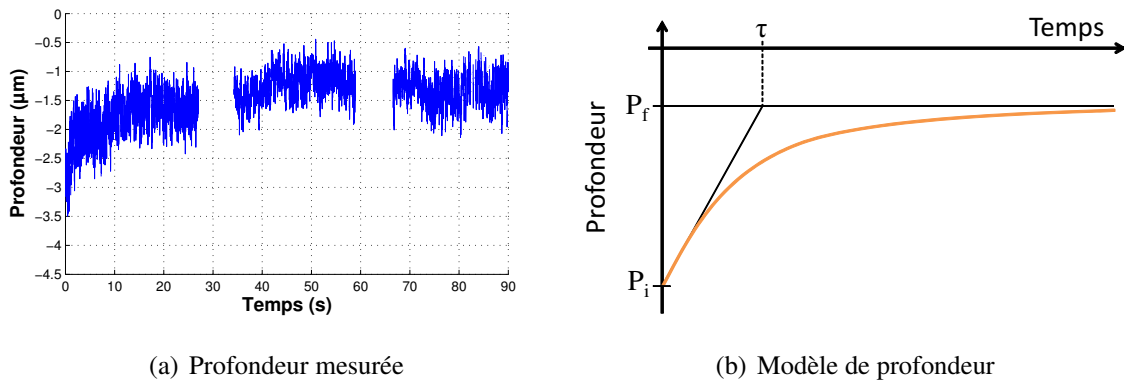 0
−0.5
−1
−1.5
−2
−2.5
−3
−3.5
−4
−4.5
0 10 20 30 40 50 60 70 80 90
Profondeur (µm)
Temps (s)
(a) Profondeur mesurée
τ
Temps
P_f
Profondeur
P_i
(b) Modèle de profondeur